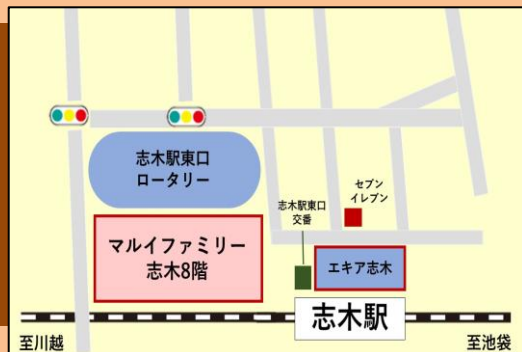 志木駅東口
ロータリー
セブン
イレブン
志木駅東口
交番
マルイファミリー
志木8階
エキア志木
志木駅
至川越
至池袋